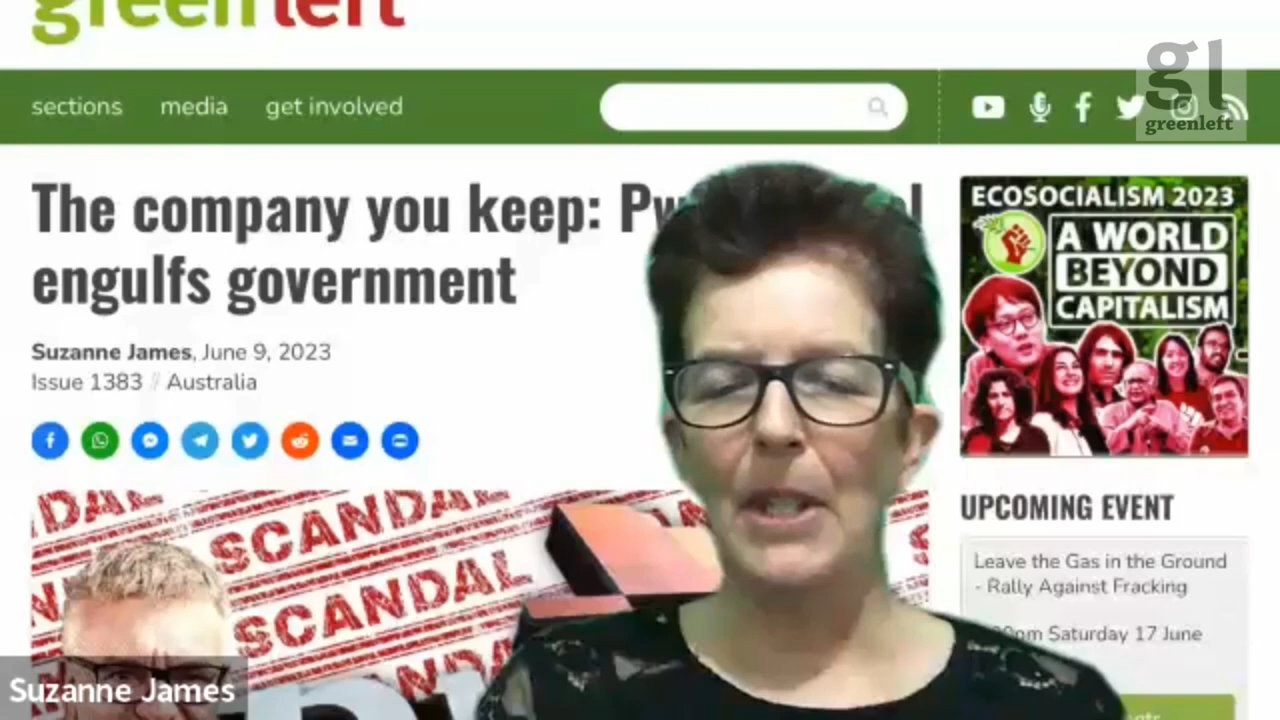 greenleft
sections media get involved
gl
greenleft
The company you keep: Pw
engulfs government
Suzanne James, June 9, 2023
Issue 1383 // Australia
ECOSOCIALISM 2023
A WORLD
BEYOND
CAPITALISM
UPCOMING EVENT
Leave the Gas in the Ground
- Rally Against Fracking
Saturday 17 June
SCANDAL
SCANDAL
Suzanne James